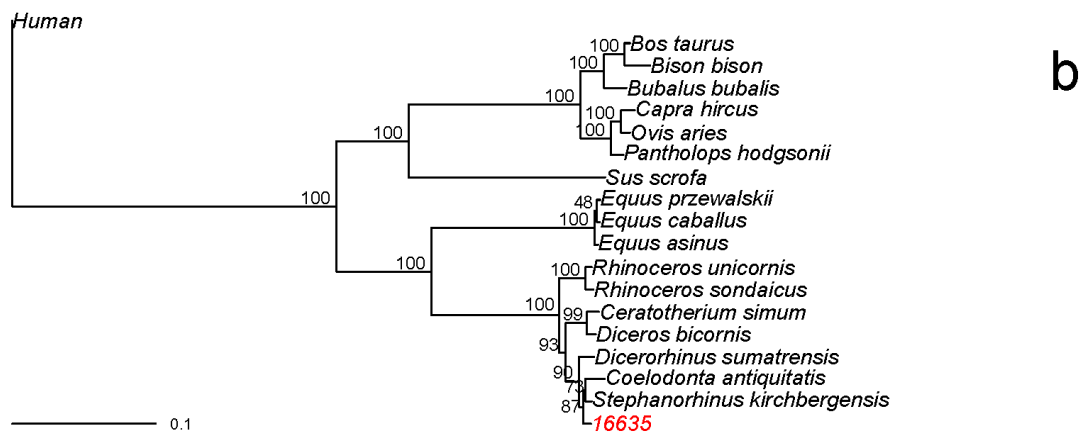 Human
b
100 Bos taurus
100 Bison bison
Bubalus bubalis
100
100 Capra hircus
100 Ovis aries
Pantholops hodgsonii
100
Sus scrofa
100
48 Equus przewalskii
100 Equus caballus
Equus asinus
100
100 Rhinoceros unicornis
Rhinoceros sondaicus
100
99 Ceratotherium simum
Diceros bicornis
93
Dicerorhinus sumatrensis
90
Coelodonta antiquitatis
73
Stephanorhinus kirchbergensis
87
16635
0.1